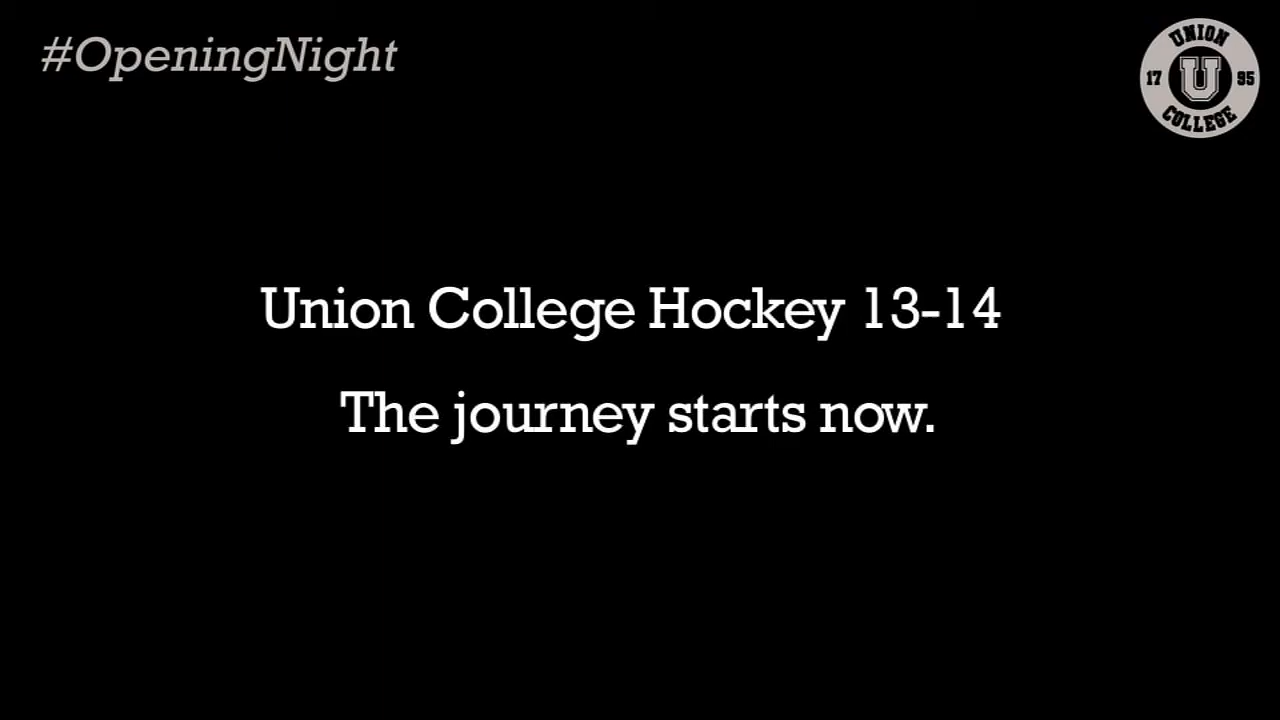 #OpeningNight
UNION
17 U 95
COLLEGE
Union College Hockey 13-14
The journey starts now.